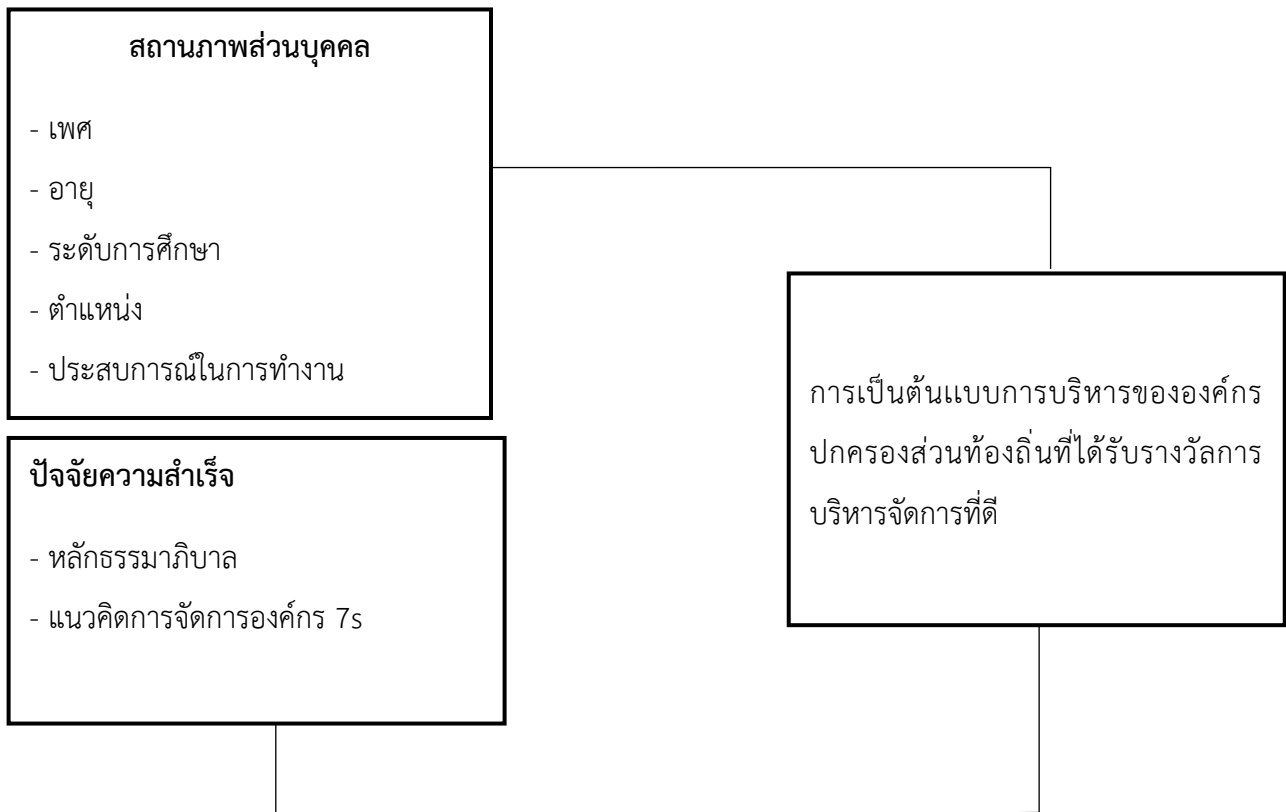 สถานภาพส่วนบุคคล
- เพศ
- อายุ
- ระดับการศึกษา
- ตำแหน่ง
- ประสบการณ์ในการทำงาน
ปัจจัยความสำเร็จ
- หลักธรรมาภิบาล
- แนวคิดการจัดการองค์กร 7s
การเป็นต้นแบบการบริหารขององค์กร
ปกครองส่วนท้องถิ่นที่ได้รับรางวัลการ
บริหารจัดการที่ดี